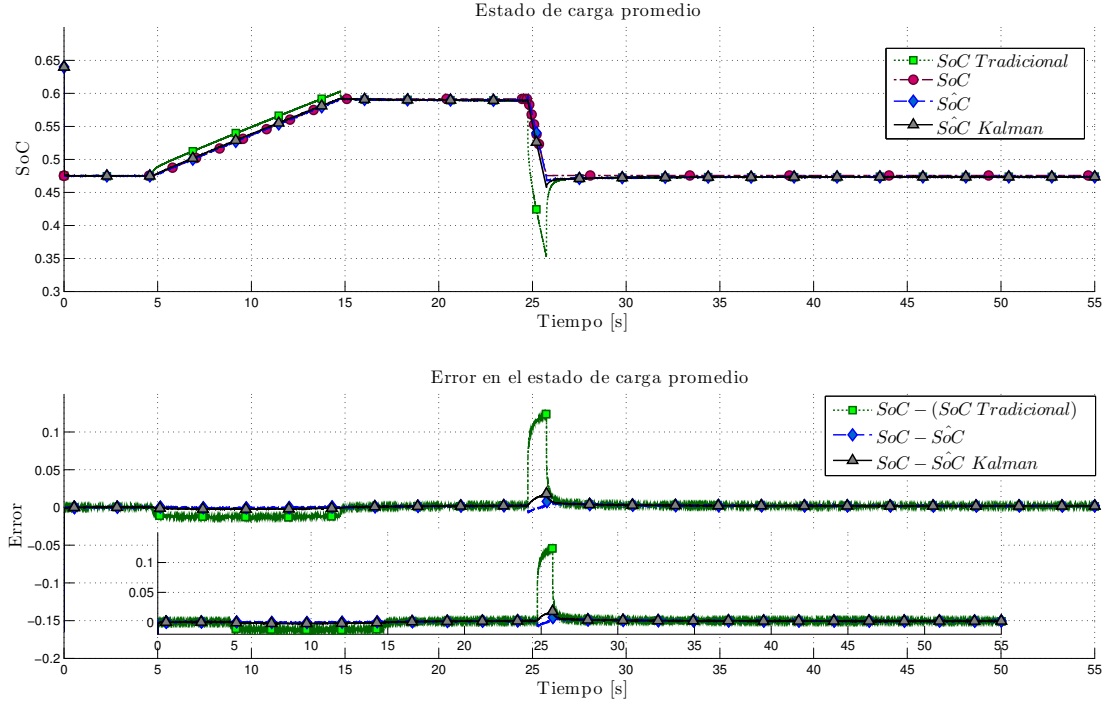 Estado de carga promedio
0.65
0.6
0.55
0.5
0.45
0.4
0.35
0.3
SoC
SoC Tradicional
SoC
SôC
SôC Kalman
0 5 10 15 20 25 30 35 40 45 50 55
Tiempo [s]
Error en el estado de carga promedio
0.1
0.05
0
−0.05
−0.1
−0.15
−0.2
Error
SoC − (SoC Tradicional)
SoC − SôC
SoC − SôC Kalman
0.1
0.05
0
0 5 10 15 20 25 30 35 40 45 50 55
0 5 10 15 20 25 30 35 40 45 50 55
Tiempo [s]